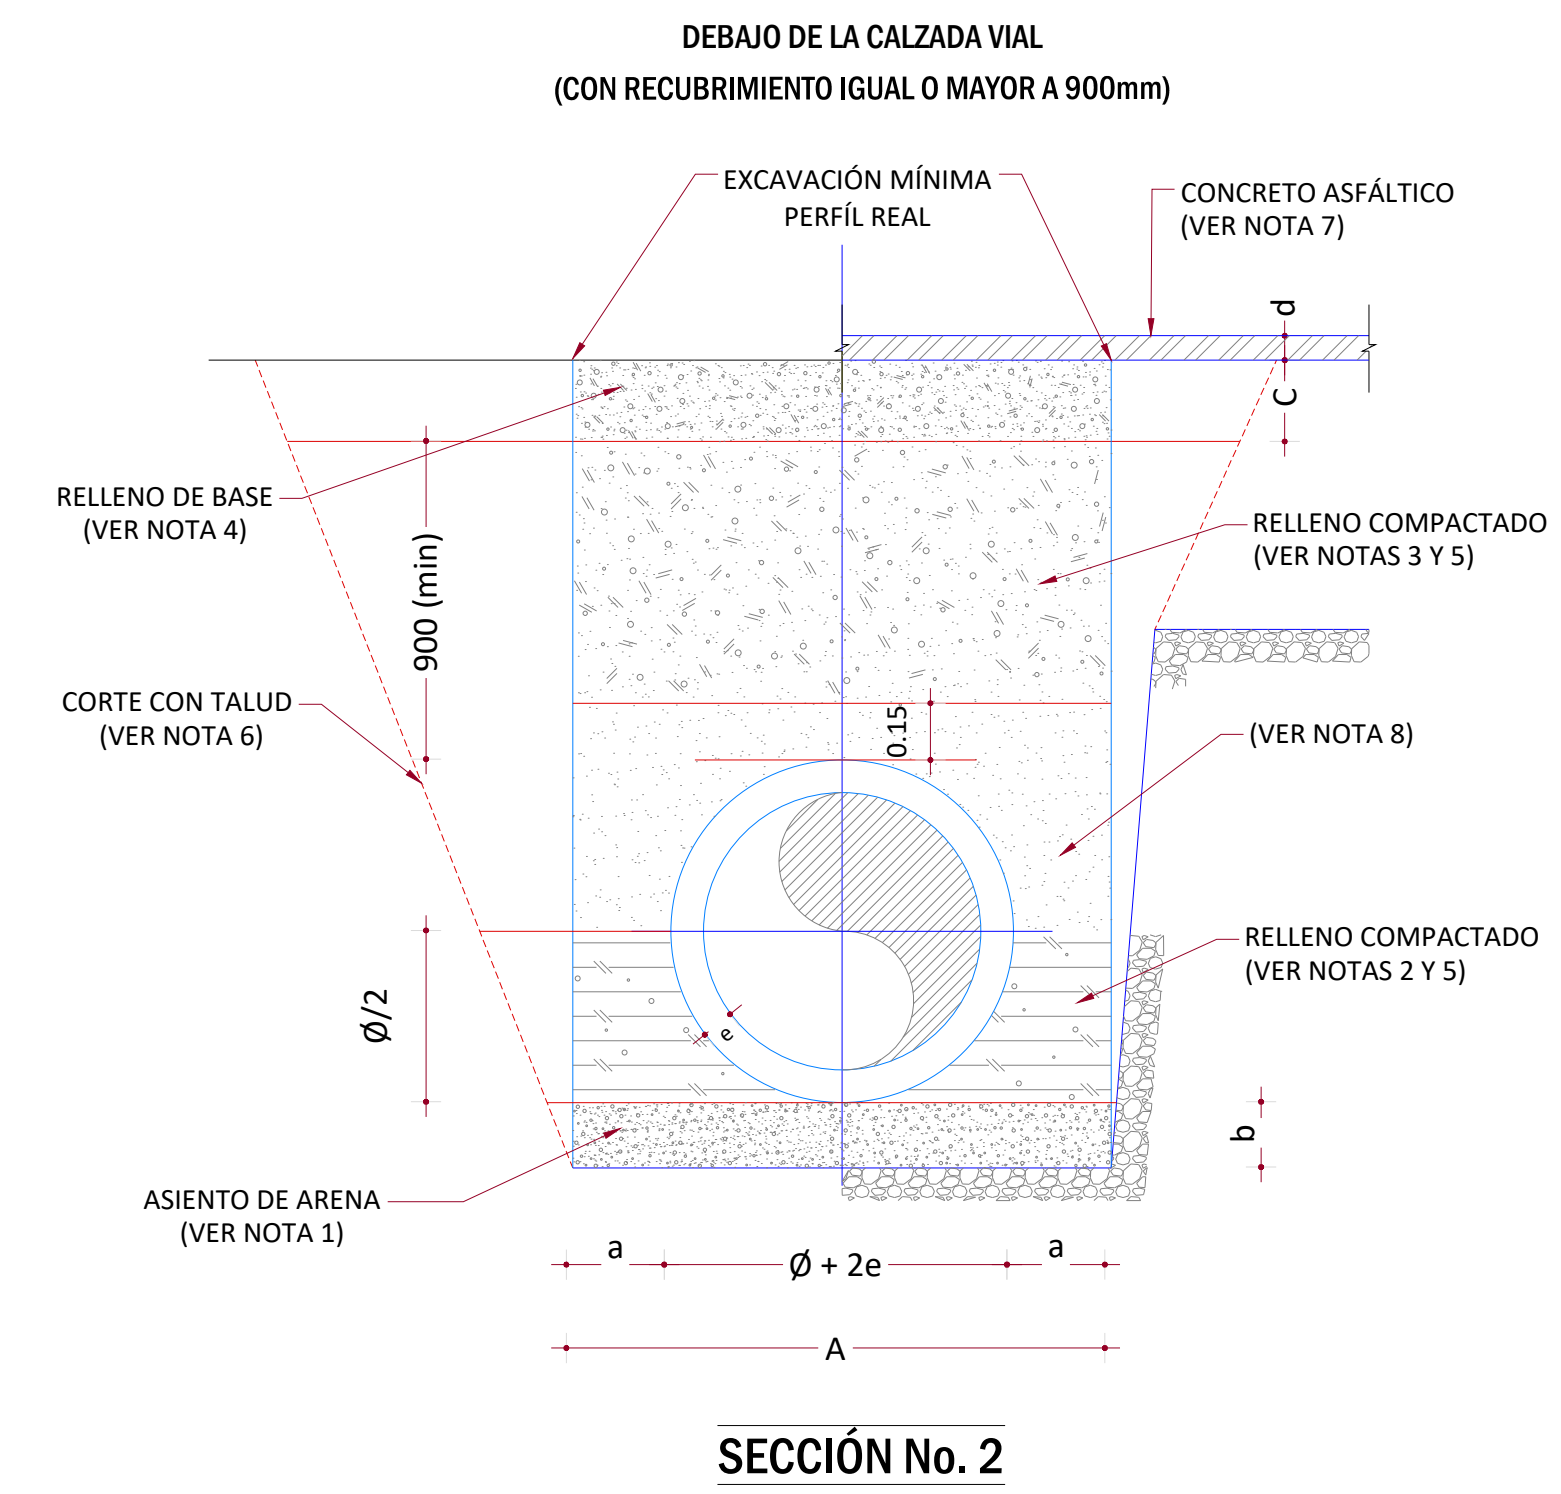 DEBAJO DE LA CALZADA VIAL
(CON RECUBRIMIENTO IGUAL O MAYOR A 900mm)
EXCAVACIÓN MÍNIMA
PERFÍL REAL
CONCRETO ASFÁLTICO
(VER NOTA 7)
d
C
RELLENO DE BASE
(VER NOTA 4)
900 (min)
RELLENO COMPACTADO
(VER NOTAS 3 Y 5)
CORTE CON TALUD
(VER NOTA 6)
0.15
(VER NOTA 8)
RELLENO COMPACTADO
(VER NOTAS 2 Y 5)
Ø/2
e
b
ASIENTO DE ARENA
(VER NOTA 1)
a
Ø + 2e
a
A
SECCIÓN No. 2